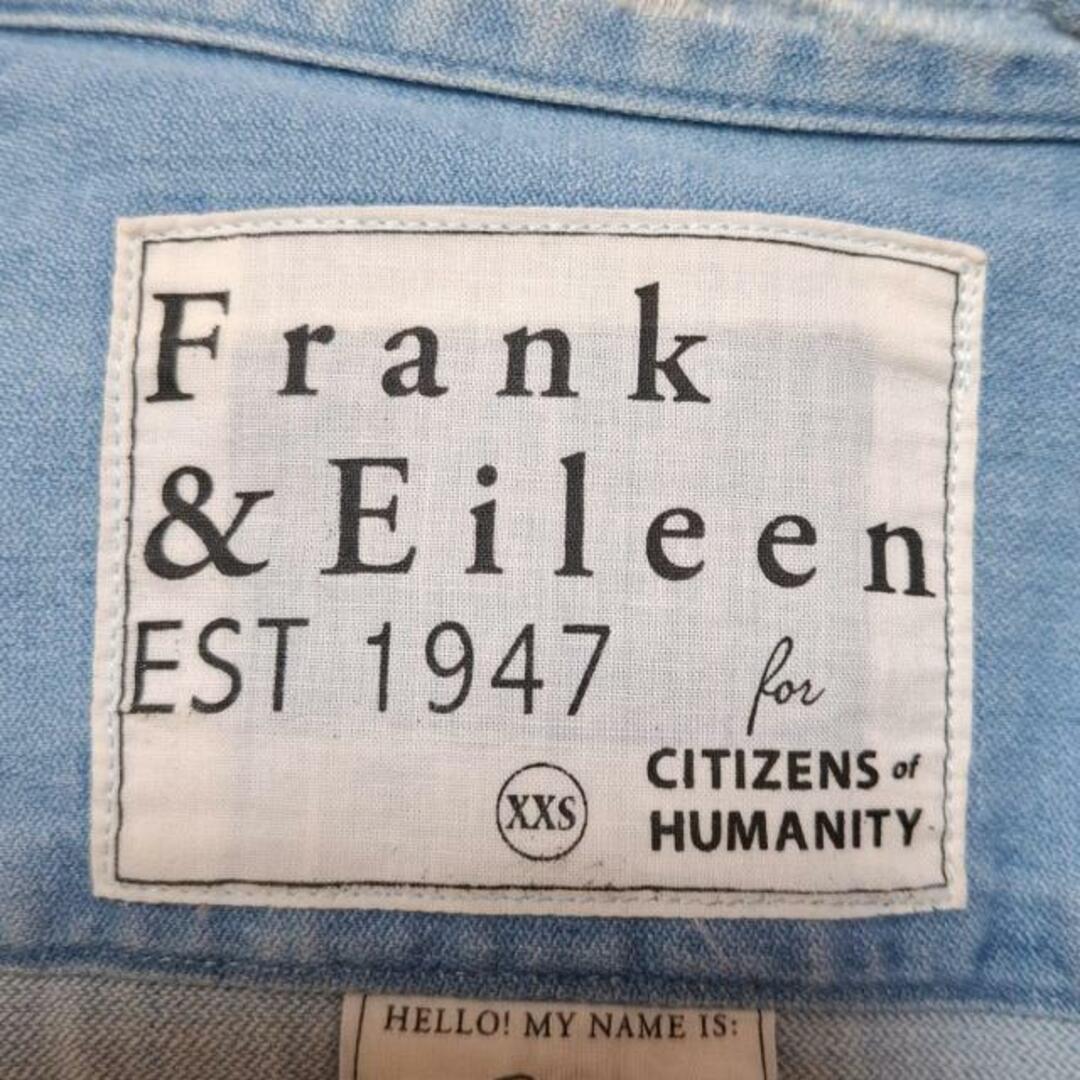 Frank
& Eileen
EST 1947
for
CITIZENS of
HUMANITY
XXS
HELLO! MY NAME IS: